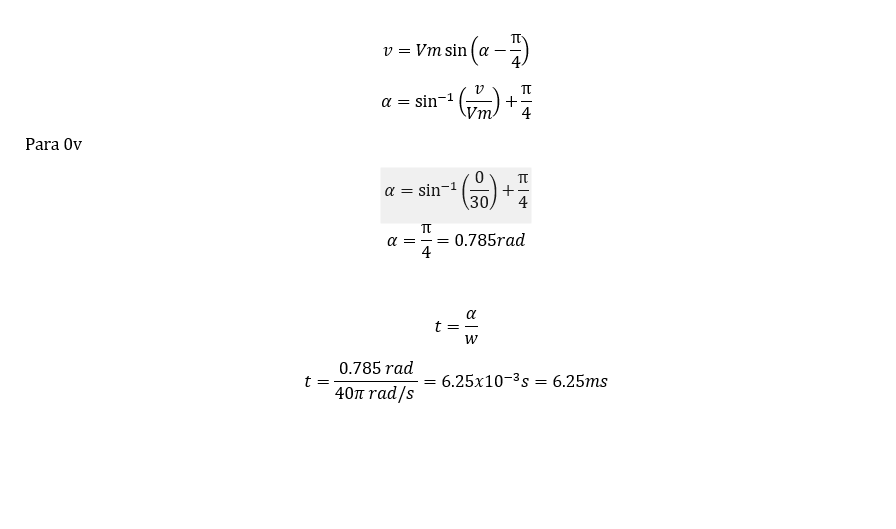 v = Vm sin(α − π/4)
α = sin⁻¹(v/Vm) + π/4
Para 0v
α = sin⁻¹(0/30) + π/4
α = π/4 = 0.785rad
t = α/w
t = 0.785 rad/40π rad/s = 6.25x10⁻³s = 6.25ms